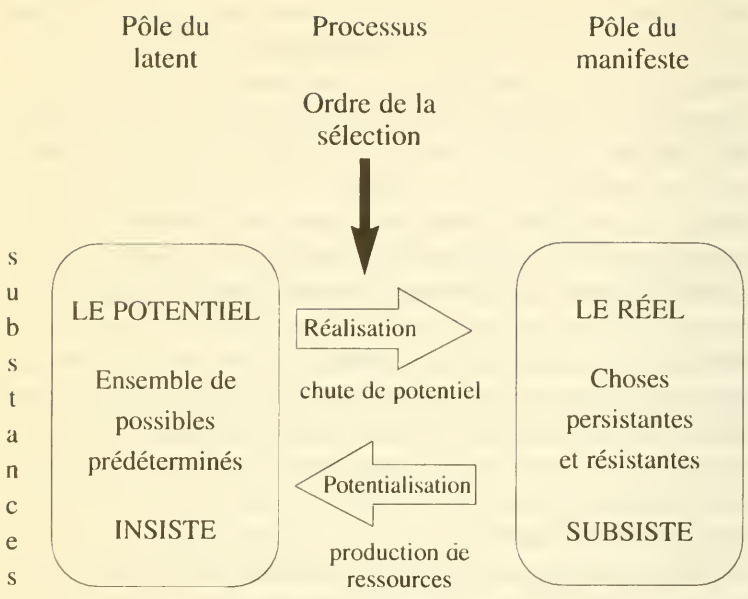 Pôle du
latent
Processus
Pôle du
manifeste
Ordre de la
sélection
substances
LE POTENTIEL
Ensemble de
possibles
prédéterminés
INSISTE
Réalisation
chute de potentiel
Potentialisation
production de
ressources
LE RÉEL
Choses
persistantes
et résistantes
SUBSISTE